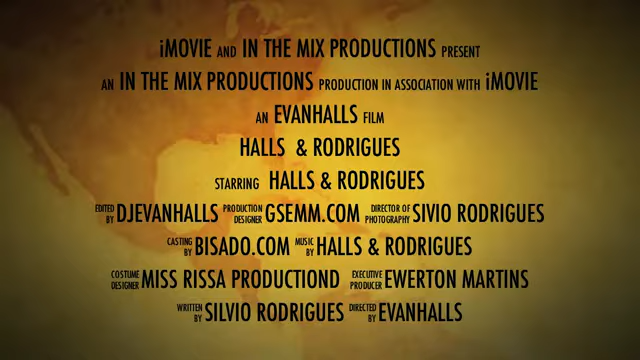 iMOVIE AND IN THE MIX PRODUCTIONS PRESENT
AN IN THE MIX PRODUCTIONS PRODUCTION IN ASSOCIATION WITH iMOVIE
AN EVANHALLS FILM
HALLS & RODRIGUES
STARRING HALLS & RODRIGUES
EDITED BY DJEVANHALLS PRODUCTION DESIGNER GSEMM.COM DIRECTOR OF PHOTOGRAPHY SIVIO RODRIGUES
CASTING BY BISADO.COM MUSIC BY HALLS & RODRIGUES
COSTUME DESIGNER MISS RISSA PRODUCTIOND EXECUTIVE PRODUCER EWERTON MARTINS
WRITTEN BY SILVIO RODRIGUES DIRECTED BY EVANHALLS